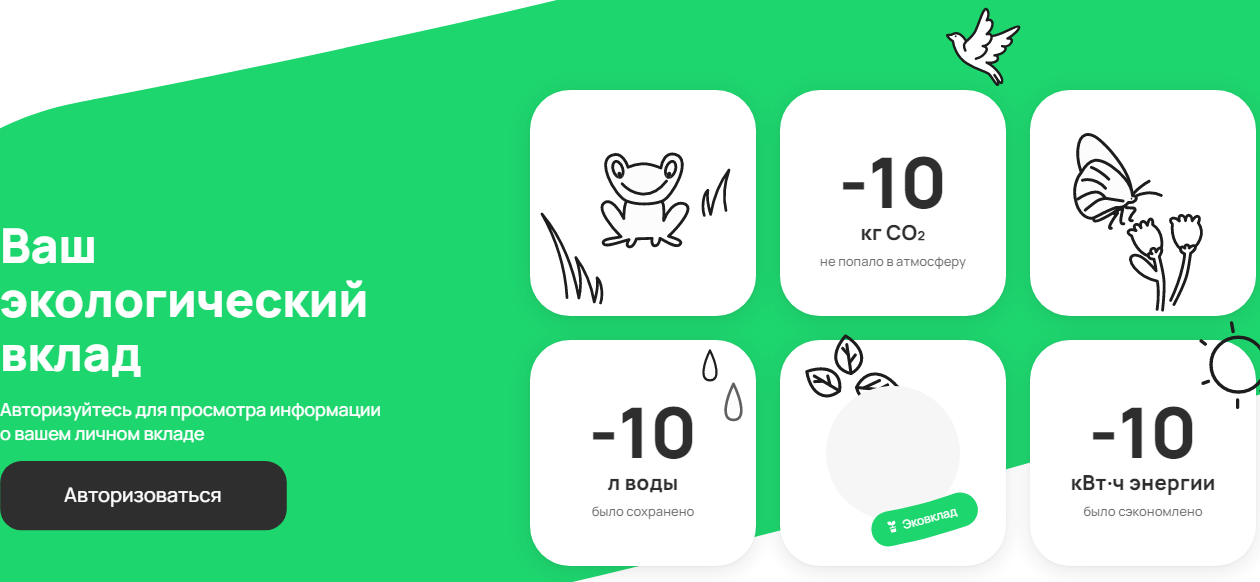 Ваш
экологический
вклад
Авторизуйтесь для просмотра информации
о вашем личном вкладе
Авторизоваться
-10
кг CO₂
не попало в атмосферу
-10
л воды
было сохранено
Эковклад
-10
кВт·ч энергии
было сэкономлено